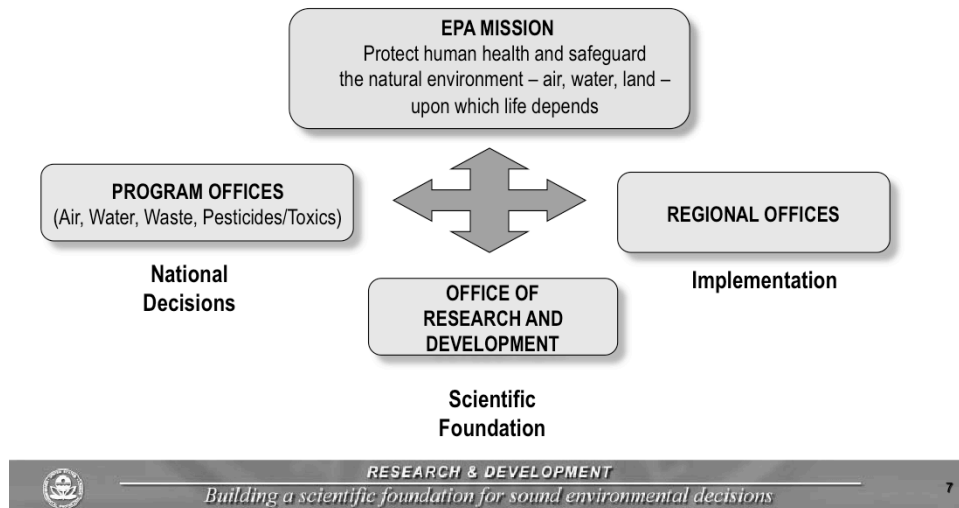 EPA MISSION
Protect human health and safeguard
the natural environment – air, water, land –
upon which life depends
PROGRAM OFFICES
(Air, Water, Waste, Pesticides/Toxics)
National
Decisions
REGIONAL OFFICES
Implementation
OFFICE OF
RESEARCH AND
DEVELOPMENT
Scientific
Foundation
RESEARCH & DEVELOPMENT
Building a scientific foundation for sound environmental decisions
7